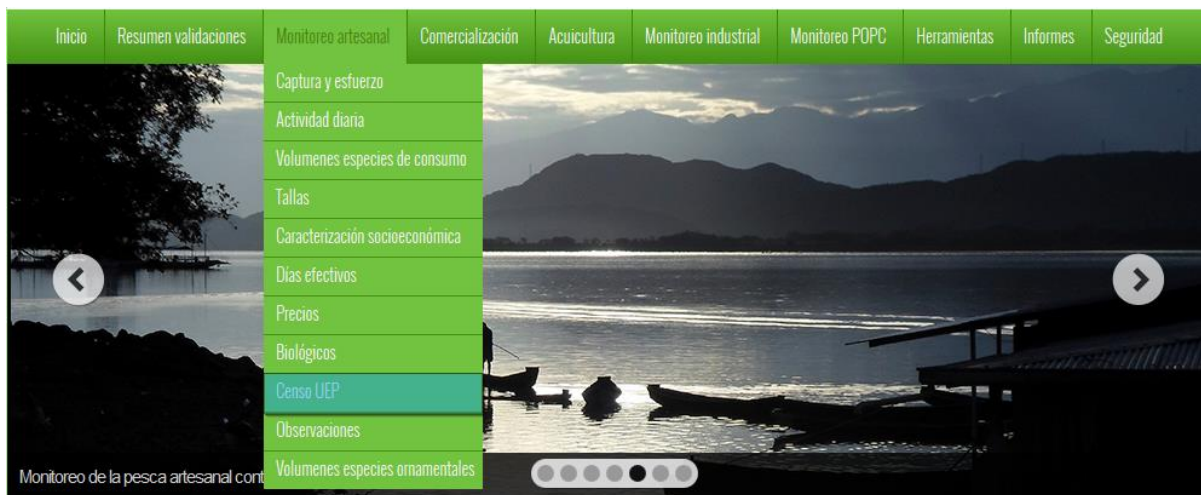 Inicio Resumen validaciones Monitoreo artesanal Comercialización Acuicultura Monitoreo industrial Monitoreo POPC Herramientas Informes Seguridad
Captura y esfuerzo
Actividad diaria
Volumenes especies de consumo
Tallas
Caracterización socioeconómica
Días efectivos
Precios
Biológicos
Censo UEP
Observaciones
Volumenes especies ornamentales
Monitoreo de la pesca artesanal cont